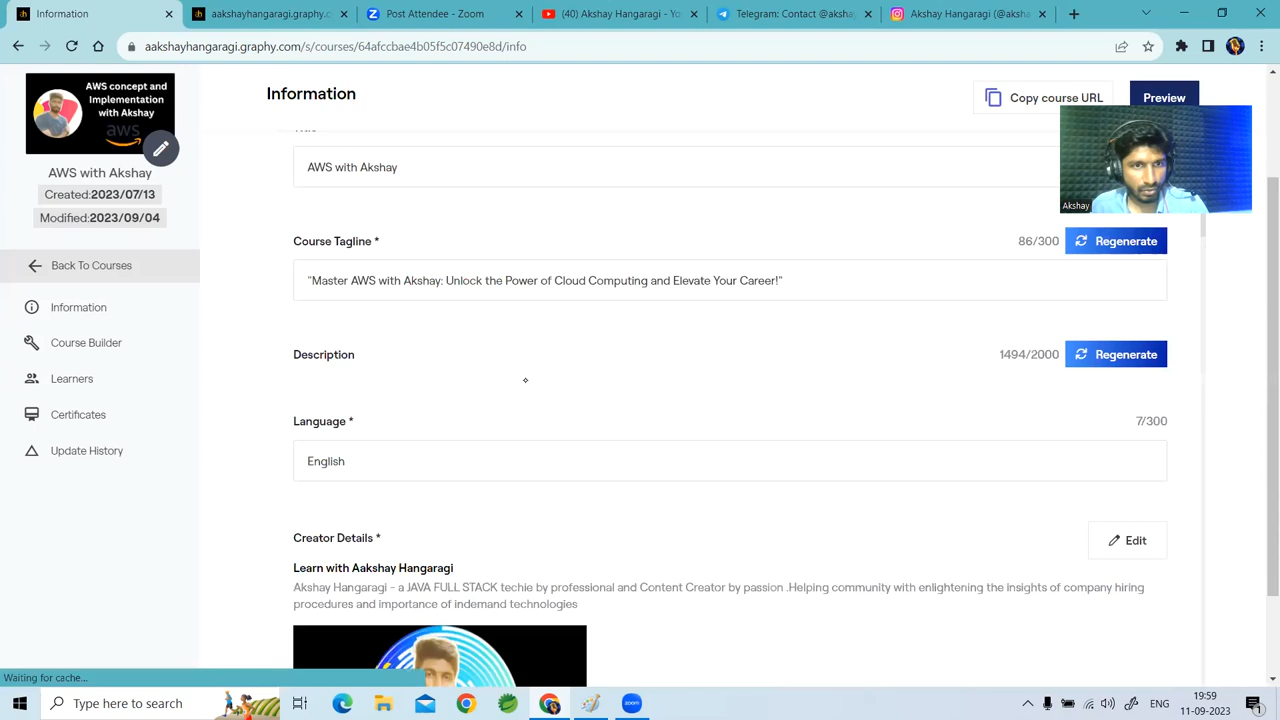 Information
aakshayhangaragi.graphy.com/s
Post Attendee - Zoom
(40) Akshay Hangaragi - Yo
Telegram: Contact @aksha
Akshay Hangaragi (@aksha
aakshayhangaragi.graphy.com/s/courses/64afccbae4b05f5c07490e8d/info
AWS concept and
Implementation
with Akshay
aws
AWS with Akshay
Created:2023/07/13
Modified:2023/09/04
Back To Courses
Information
Course Builder
Learners
Certificates
Update History
Information
Copy course URL
Preview
Akshay
AWS with Akshay
Course Tagline *
86/300
Regenerate
"Master AWS with Akshay: Unlock the Power of Cloud Computing and Elevate Your Career!"
Description
1494/2000
Regenerate
Language *
7/300
English
Creator Details *
Edit
Learn with Aakshay Hangaragi
Akshay Hangaragi - a JAVA FULL STACK techie by professional and Content Creator by passion .Helping community with enlightening the insights of company hiring
procedures and importance of indemand technologies
Waiting for cache...
Type here to search
zoom
ENG
19:59
11-09-2023
1